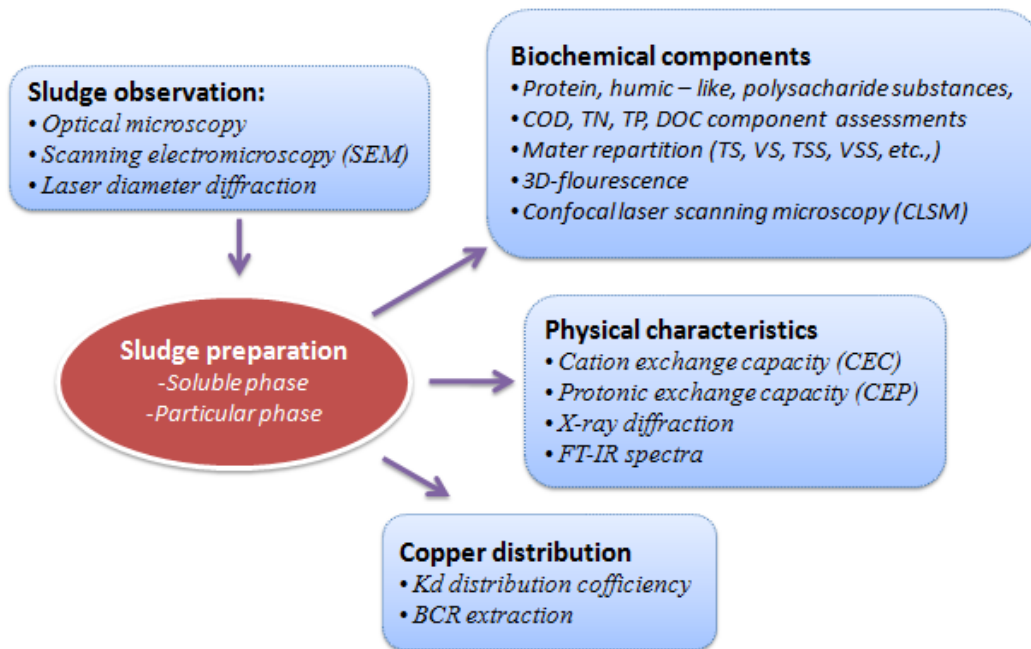 Sludge observation:
• Optical microscopy
• Scanning electromicroscopy (SEM)
• Laser diameter diffraction
Biochemical components
• Protein, humic – like, polysacharide substances,
• COD, TN, TP, DOC component assessments
• Mater repartition (TS, VS, TSS, VSS, etc.,)
• 3D-flourescence
• Confocal laser scanning microscopy (CLSM)
Sludge preparation
-Soluble phase
-Particular phase
Physical characteristics
• Cation exchange capacity (CEC)
• Protonic exchange capacity (CEP)
• X-ray diffraction
• FT-IR spectra
Copper distribution
• Kd distribution cofficiency
• BCR extraction